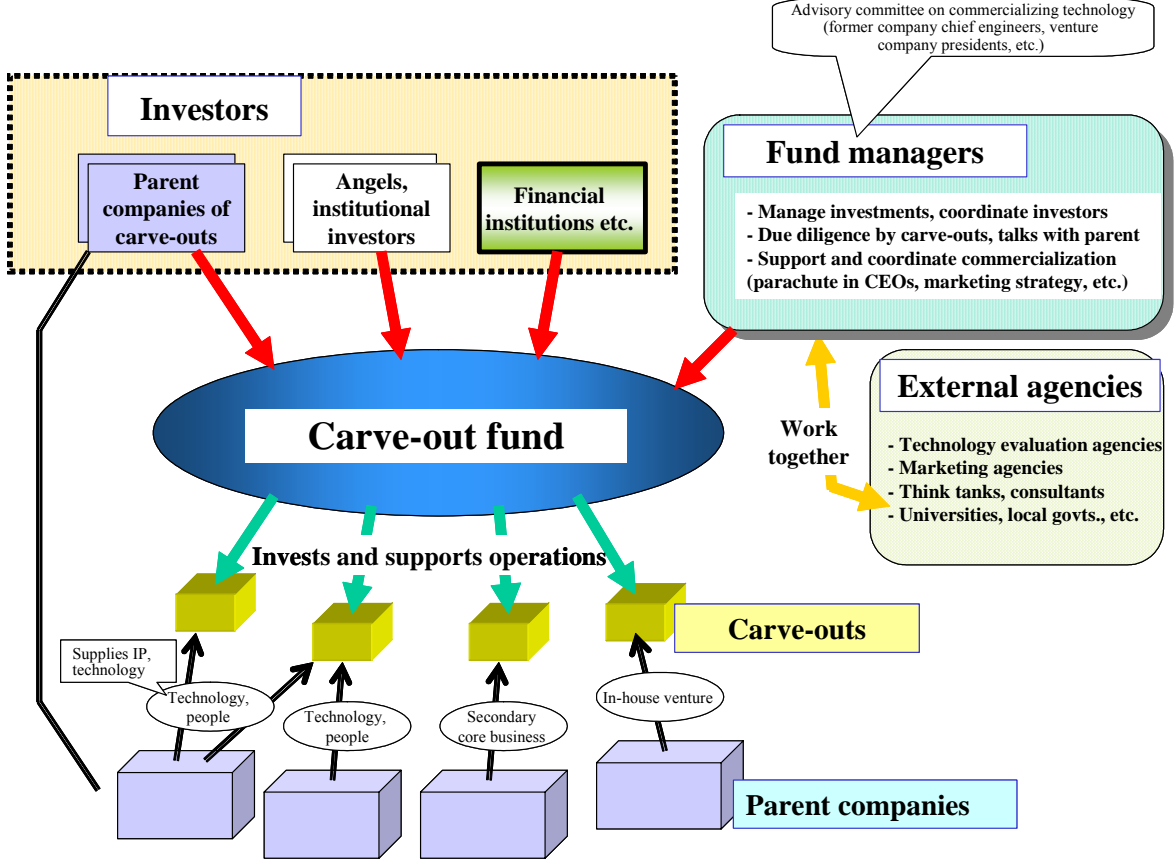 Advisory committee on commercializing technology
(former company chief engineers, venture
company presidents, etc.)
Investors
Parent
companies of
carve-outs
Angels,
institutional
investors
Financial
institutions etc.
Fund managers
- Manage investments, coordinate investors
- Due diligence by carve-outs, talks with parent
- Support and coordinate commercialization
(parachute in CEOs, marketing strategy, etc.)
Carve-out fund
Work
together
External agencies
- Technology evaluation agencies
- Marketing agencies
- Think tanks, consultants
- Universities, local govts., etc.
Invests and supports operations
Carve-outs
Supplies IP,
technology
Technology,
people
Technology,
people
Secondary
core business
In-house venture
Parent companies